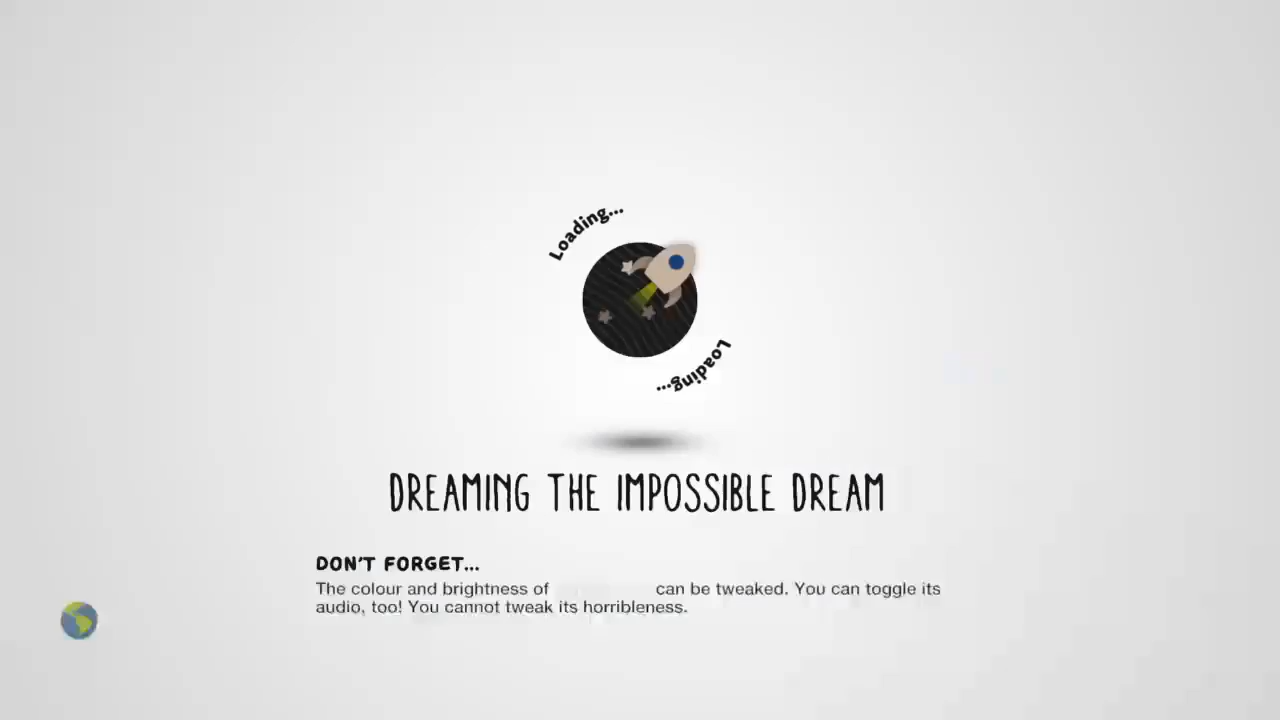 Loading...
Loading...
DREAMING THE IMPOSSIBLE DREAM
DON'T FORGET...
The colour and brightness of can be tweaked. You can toggle its
audio, too! You cannot tweak its horribleness.